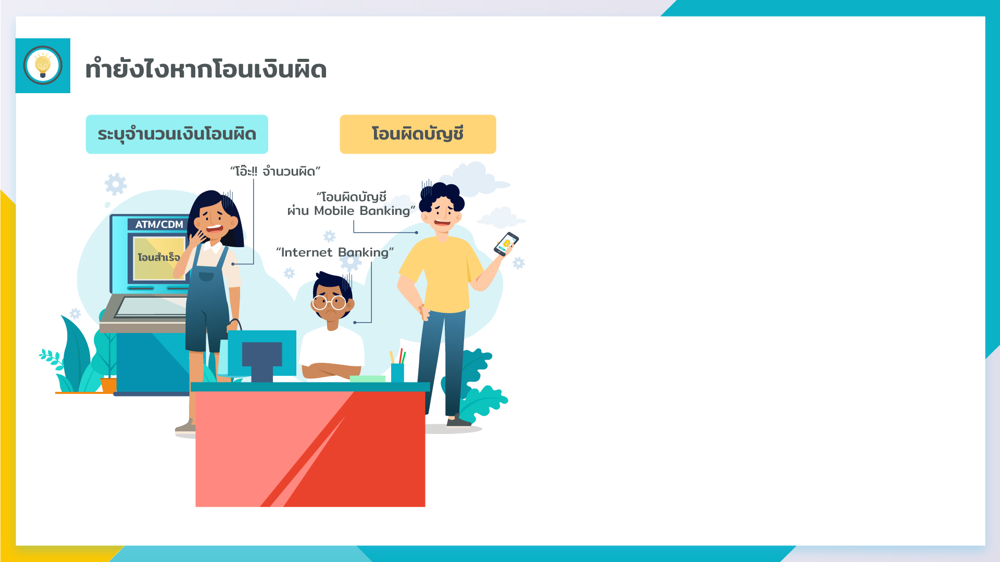 ทำยังไงหากโอนเงินผิด
ระบุจำนวนเงินโอนผิด
โอนผิดบัญชี
“โอ๊ะ!! จำนวนผิด”
“โอนผิดบัญชี
ผ่าน Mobile Banking”
ATM/CDM
“Internet Banking”
โอนสำเร็จ